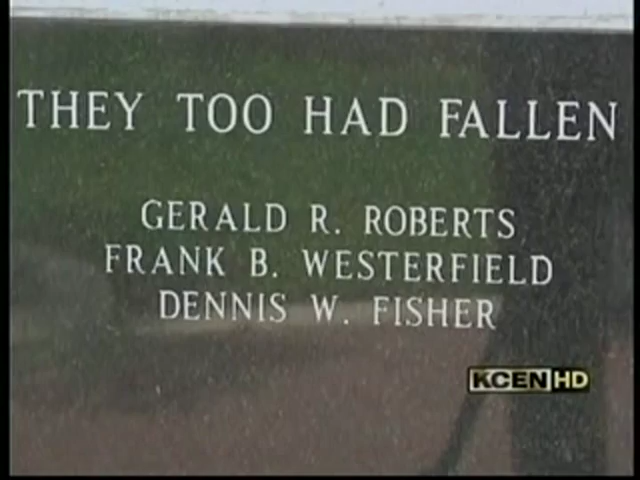 THEY TOO HAD FALLEN
GERALD R. ROBERTS
FRANK B. WESTERFIELD
DENNIS W. FISHER
KCEN HD